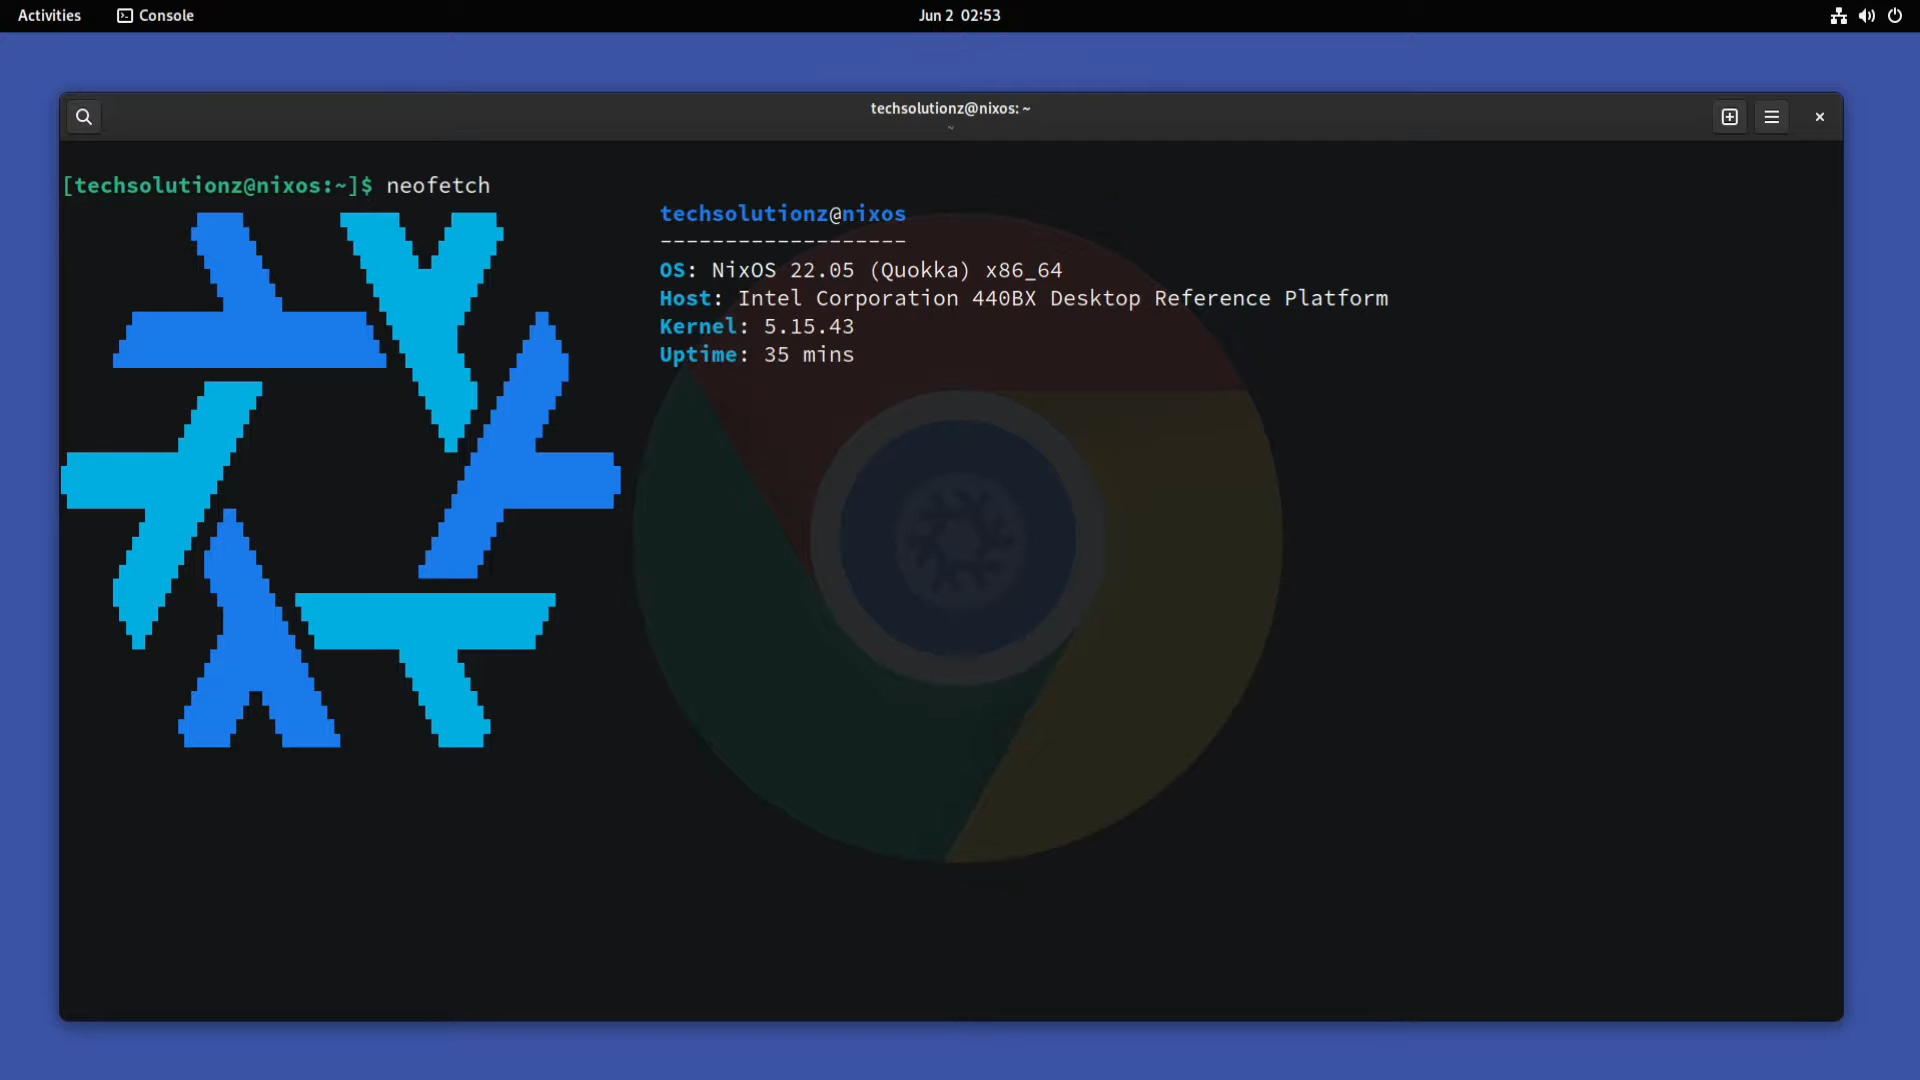 Activities Console Jun 2 02:53
techsolutionz@nixos: ~
~
[techsolutionz@nixos:~]$ neofetch
techsolutionz@nixos
-------------------
OS: NixOS 22.05 (Quokka) x86_64
Host: Intel Corporation 440BX Desktop Reference Platform
Kernel: 5.15.43
Uptime: 35 mins